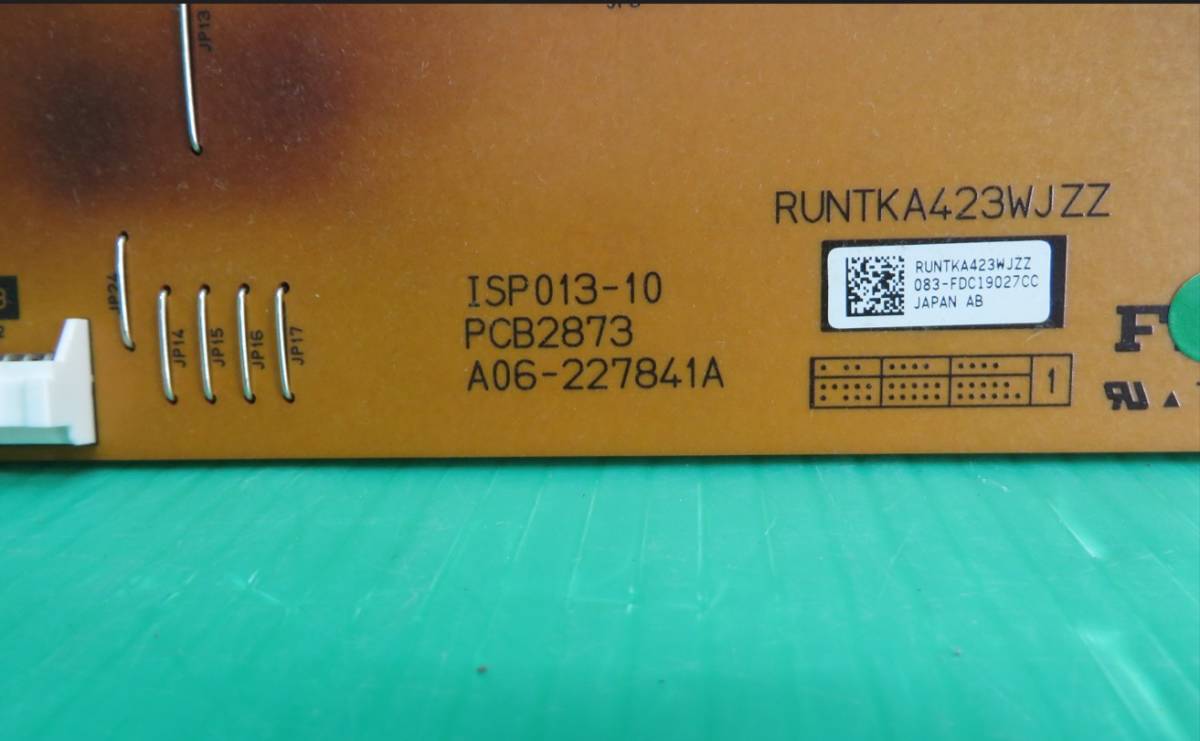 JP13
JP24
JP14
JP15
JP16
JP17
ISP013-10
PCB2873
A06-227841A
RUNTKA423WJZZ
RUNTKA423WJZZ
083-FDC19027CC
JAPAN AB
1
F